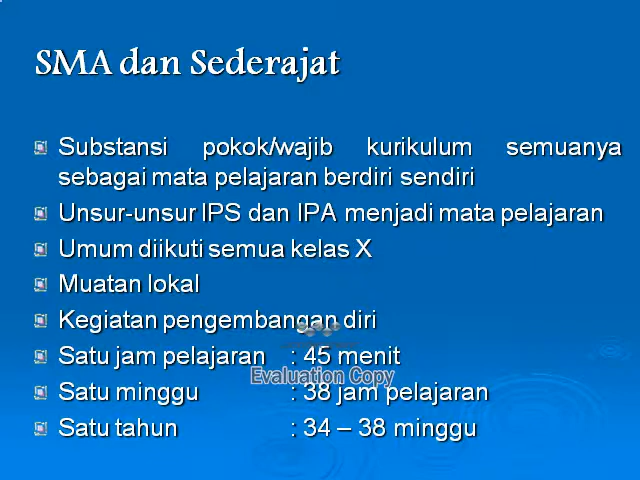 SMA dan Sederajat
Substansi pokok/wajib kurikulum semuanya
sebagai mata pelajaran berdiri sendiri
Unsur-unsur IPS dan IPA menjadi mata pelajaran
Umum diikuti semua kelas X
Muatan lokal
Kegiatan pengembangan diri
Satu jam pelajaran : 45 menit
Evaluation Copy
Satu minggu : 38 jam pelajaran
Satu tahun : 34 – 38 minggu